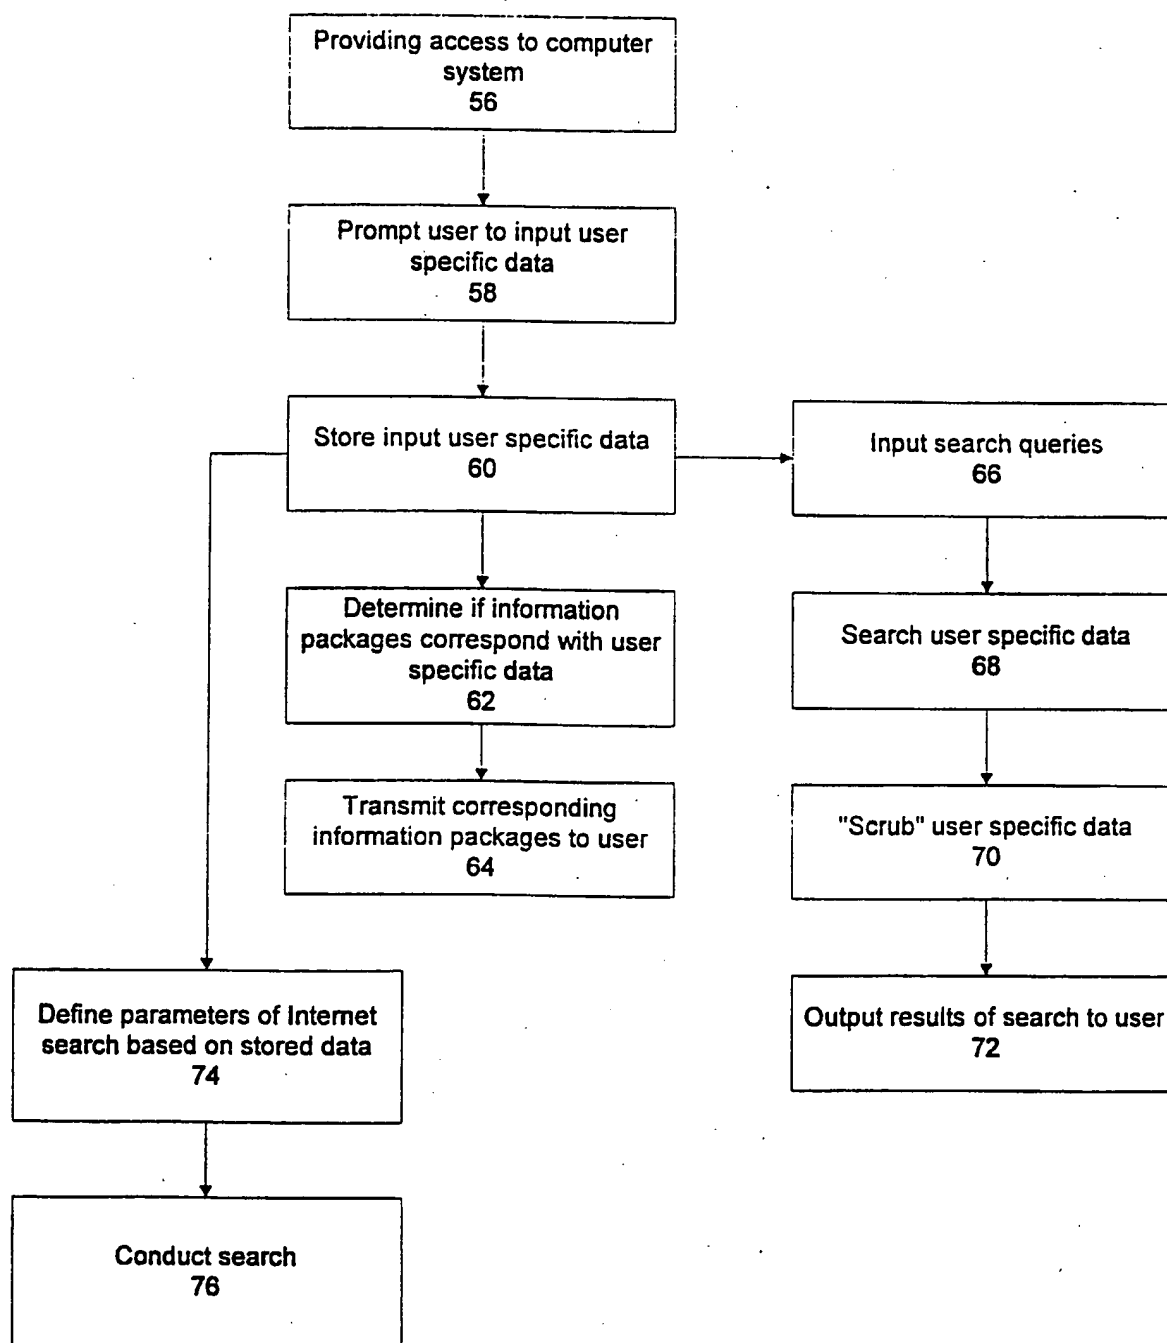 Providing access to computer
system
56
Prompt user to input user
specific data
58
Store input user specific data
60
Input search queries
66
Determine if information
packages correspond with user
specific data
62
Search user specific data
68
Transmit corresponding
information packages to user
64
"Scrub" user specific data
70
Define parameters of Internet
search based on stored data
74
Output results of search to user
72
Conduct search
76